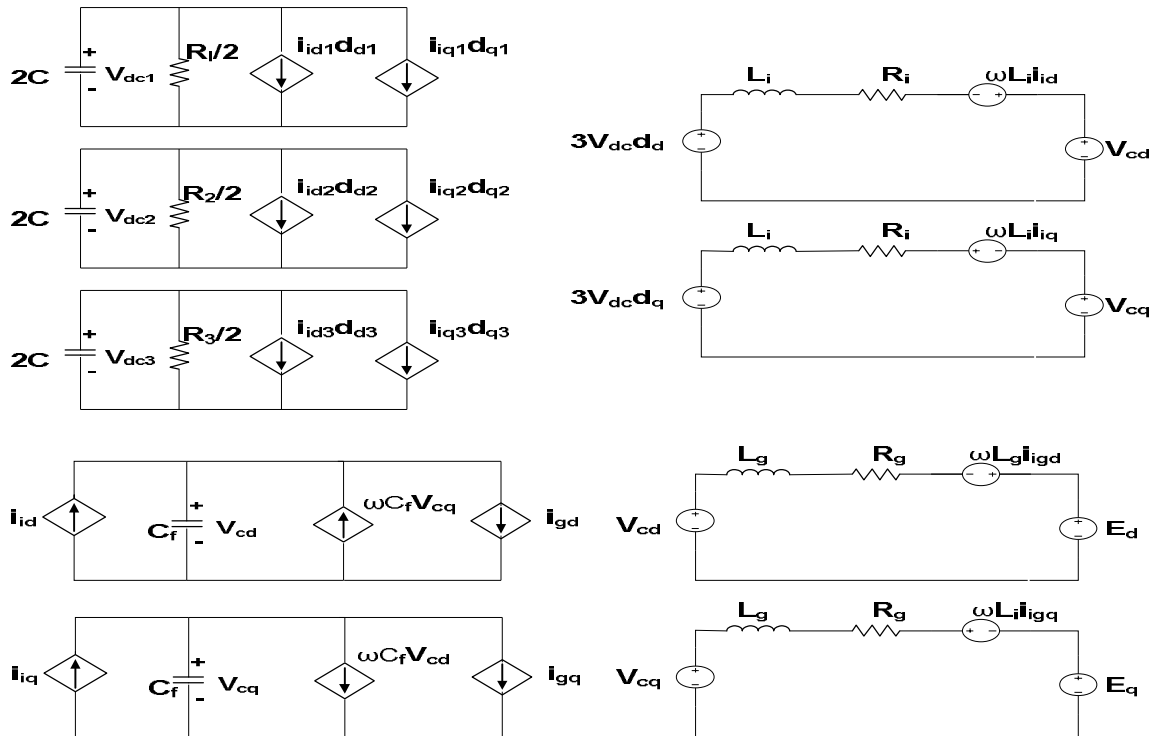 2C
+
-
Vdc1
Rl/2
iid1dd1
iiq1dq1
2C
+
-
Vdc2
R2/2
iid2dd2
iiq2dq2
2C
+
-
Vdc3
R3/2
iid3dd3
iiq3dq3
3Vdcdd
+
-
Li
Ri
ωLiiid
- +
+
-
Vcd
3Vdcdq
+
-
Li
Ri
ωLiiiq
+ -
+
-
Vcq
iid
Cf
+
-
Vcd
ωCfVcq
igd
iiq
Cf
+
-
Vcq
ωCfVcd
igq
Vcd
+
-
Lg
Rg
ωLgiigd
- +
+
-
Ed
Vcq
+
-
Lg
Rg
ωLiiigq
+ -
+
-
Eq